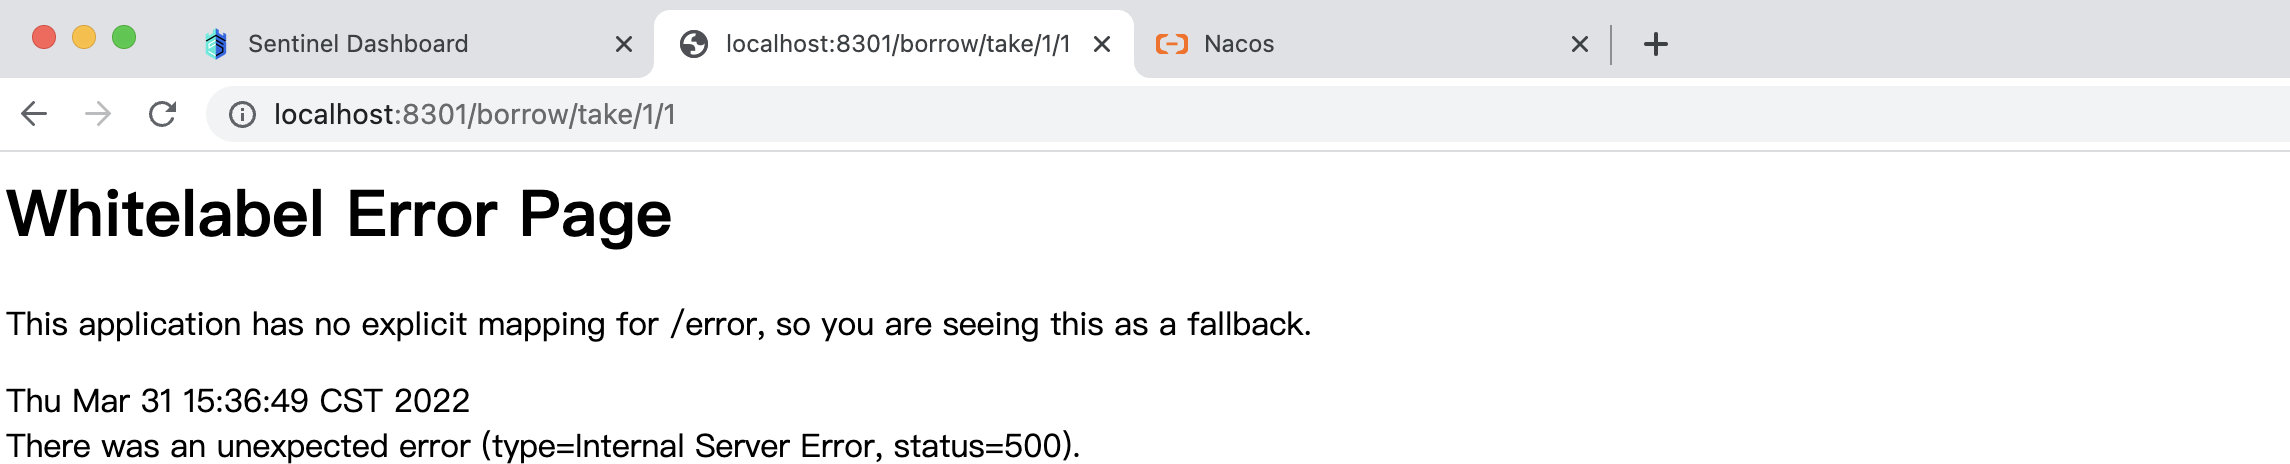 Sentinel Dashboard
localhost:8301/borrow/take/1/1
Nacos
localhost:8301/borrow/take/1/1
Whitelabel Error Page
This application has no explicit mapping for /error, so you are seeing this as a fallback.
Thu Mar 31 15:36:49 CST 2022
There was an unexpected error (type=Internal Server Error, status=500).